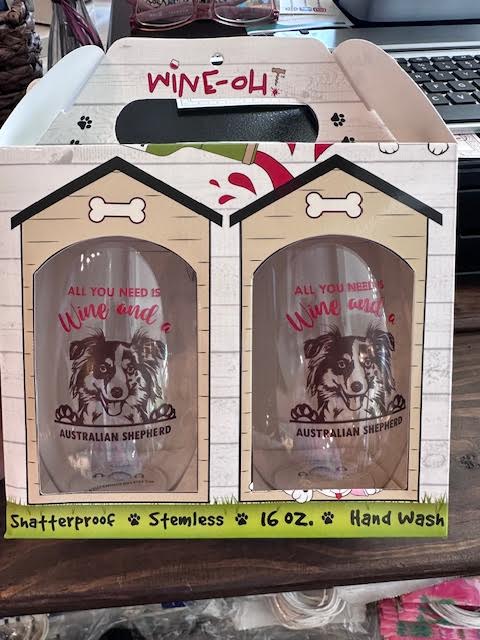 WINE-OH!
ALL YOU NEED IS
Wine and a
AUSTRALIAN SHEPHERD
ALL YOU NEED IS
Wine and a
AUSTRALIAN SHEPHERD
Shatterproof Stemless 16 OZ. Hand Wash